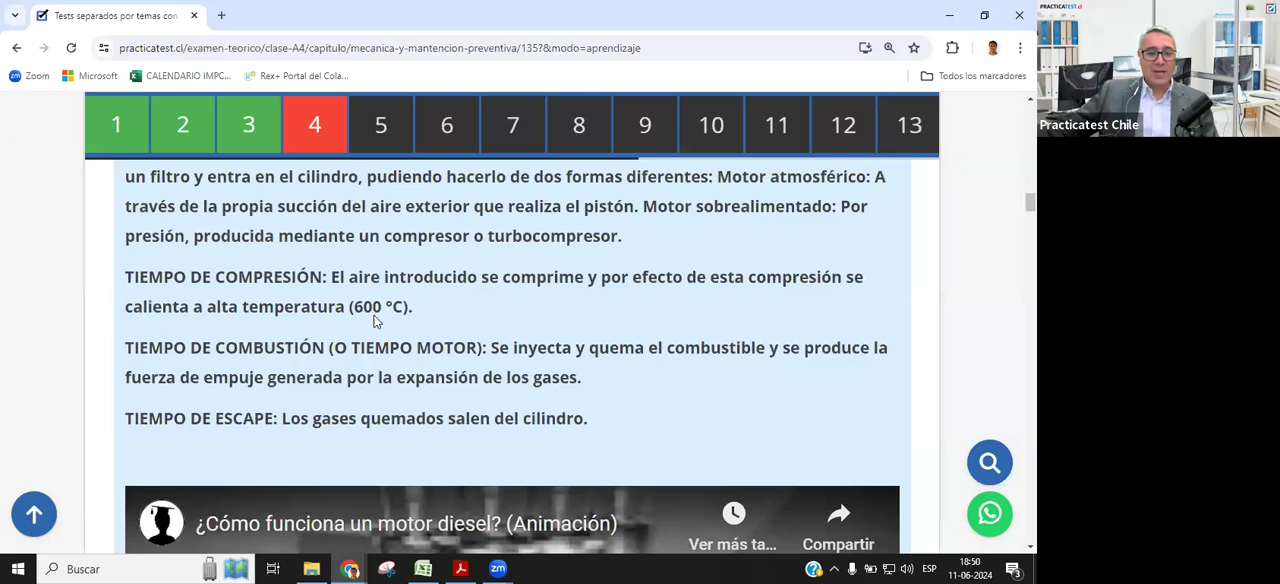 Tests separados por temas con
practicatest.cl/examen-teorico/clase-A4/capitulo/mecanica-y-mantencion-preventiva/1357&modo=aprendizaje
Zoom
Microsoft
CALENDARIO IMPC...
Rex+ Portal del Cola...
Todos los marcadores
1 2 3 4 5 6 7 8 9 10 11 12 13
un filtro y entra en el cilindro, pudiendo hacerlo de dos formas diferentes: Motor atmosférico: A
través de la propia succión del aire exterior que realiza el pistón. Motor sobrealimentado: Por
presión, producida mediante un compresor o turbocompresor.
TIEMPO DE COMPRESIÓN: El aire introducido se comprime y por efecto de esta compresión se
calienta a alta temperatura (600 °C).
TIEMPO DE COMBUSTIÓN (O TIEMPO MOTOR): Se inyecta y quema el combustible y se produce la
fuerza de empuje generada por la expansión de los gases.
TIEMPO DE ESCAPE: Los gases quemados salen del cilindro.
¿Cómo funciona un motor diesel? (Animación)
Ver más ta...
Compartir
PRACTICATEST.cl
Practicatest Chile
Buscar
zm
ESP
18:50
11-06-2024
3